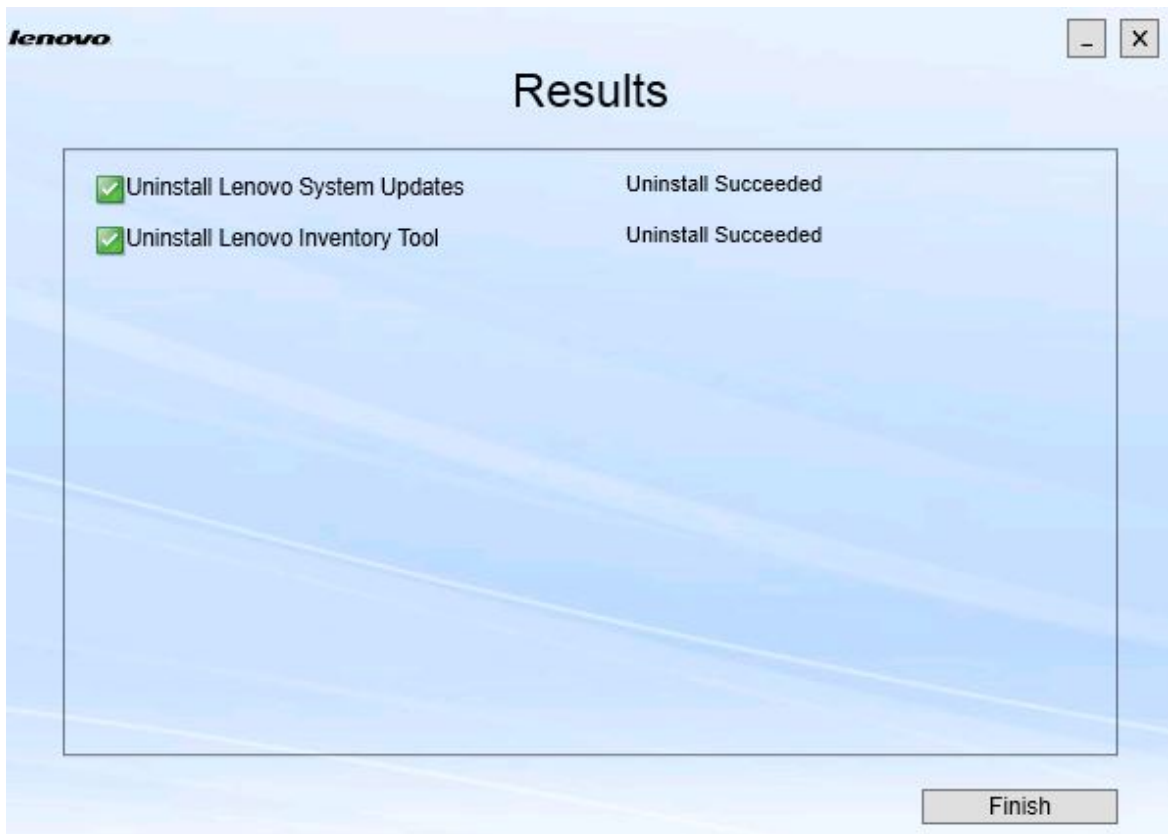 lenovo
Results
Uninstall Lenovo System Updates Uninstall Succeeded
Uninstall Lenovo Inventory Tool Uninstall Succeeded
Finish